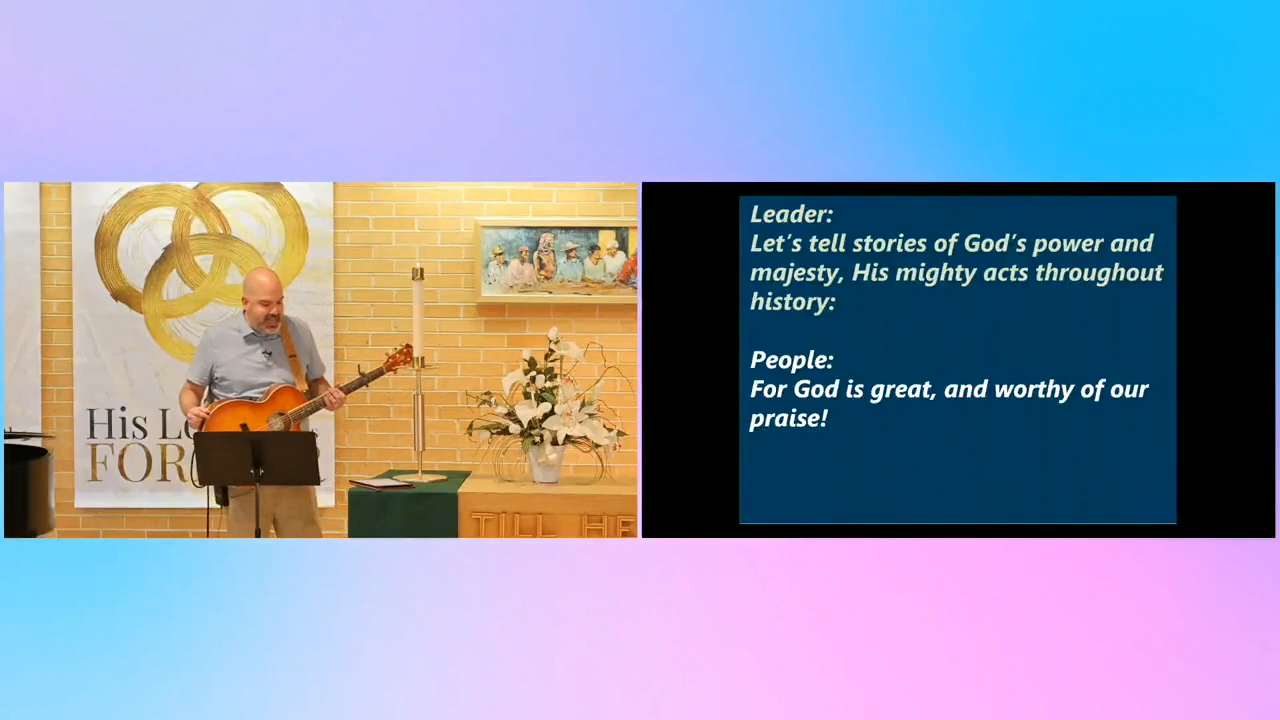 His
FOR
TILL HE
Leader:
Let's tell stories of God's power and
majesty, His mighty acts throughout
history:
People:
For God is great, and worthy of our
praise!